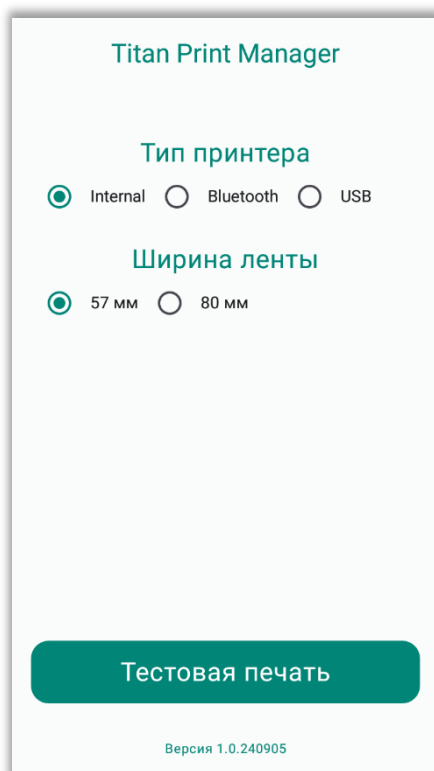 Titan Print Manager
Тип принтера
Internal Bluetooth USB
Ширина ленты
57 мм 80 мм
Тестовая печать
Версия 1.0.240905